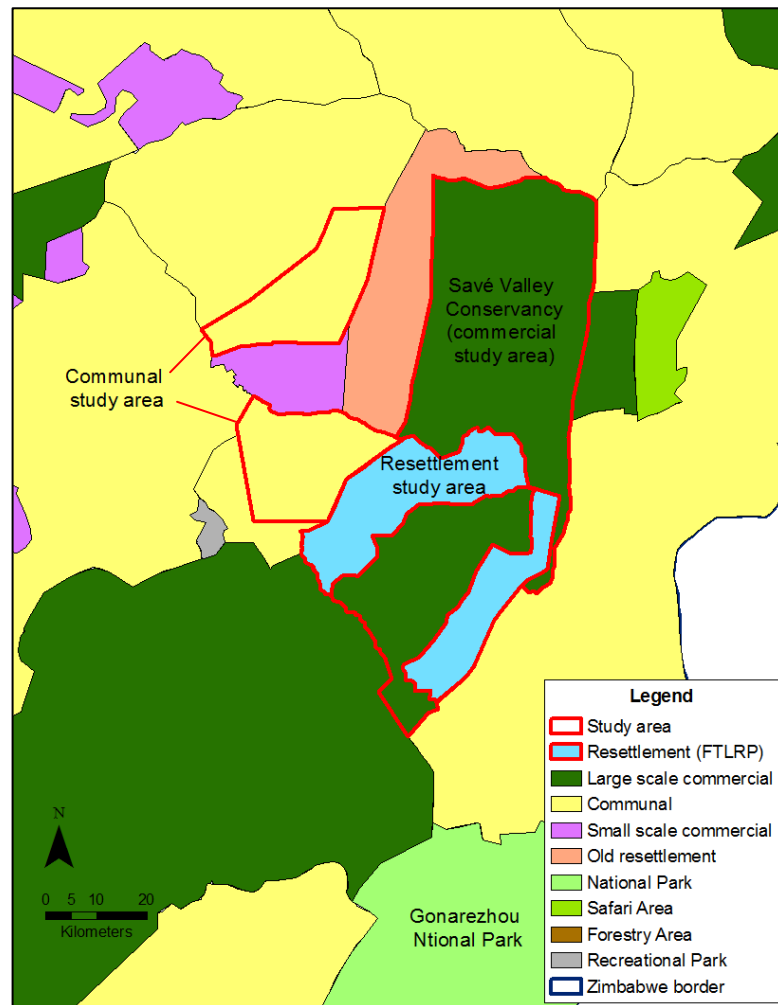 Savé Valley
Conservancy
(commercial
study area)
Communal
study area
Resettlement
study area
Gonarezhou
Ntional Park
N
0 5 10 20
Kilometers
Legend
Study area
Resettlement (FTLRP)
Large scale commercial
Communal
Small scale commercial
Old resettlement
National Park
Safari Area
Forestry Area
Recreational Park
Zimbabwe border